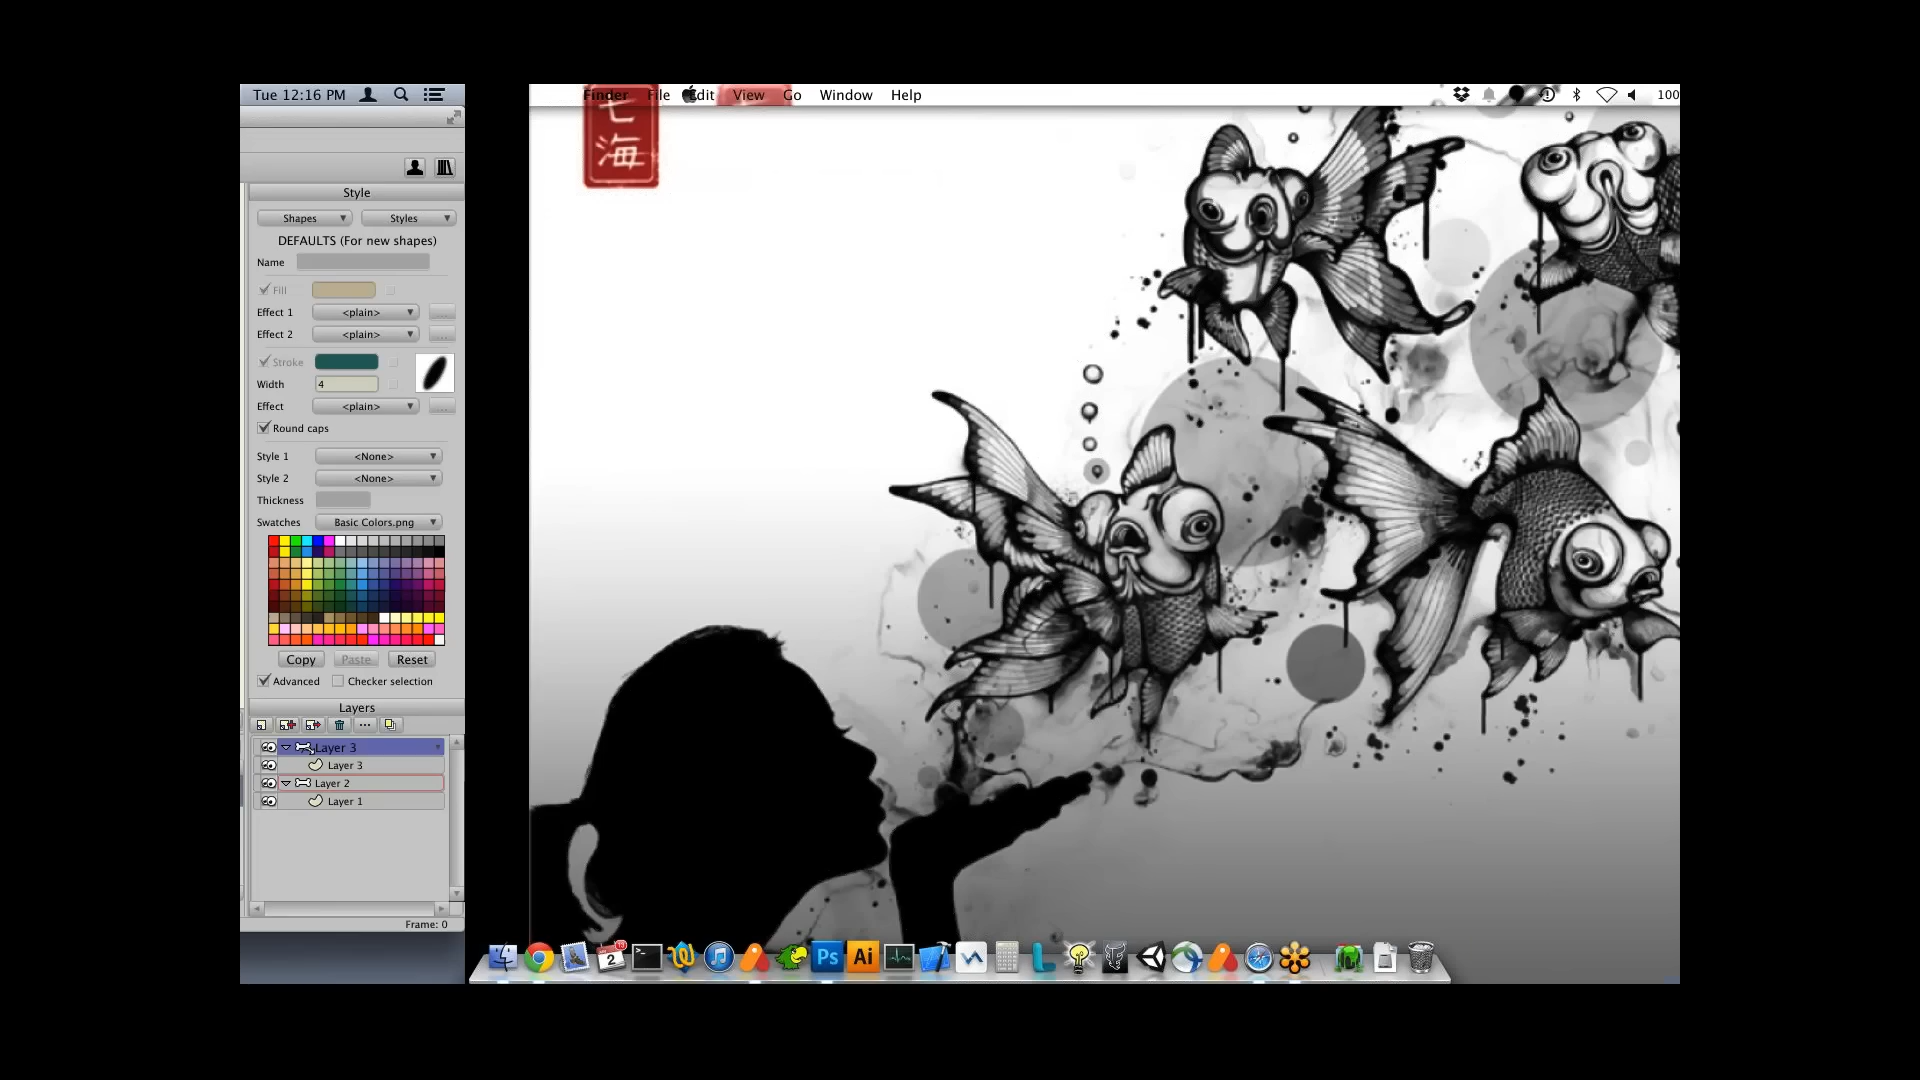 Tue 12:16 PM
Style
Shapes
Styles
DEFAULTS (For new shapes)
Name
Fill
Effect 1
<plain>
Effect 2
<plain>
Stroke
Width
4
Effect
<plain>
Round caps
Style 1
<None>
Style 2
<None>
Thickness
Swatches
Basic Colors.png
Copy
Paste
Reset
Advanced
Checker selection
Layers
Layer 3
Layer 3
Layer 2
Layer 1
Frame: 0
Finder File Edit View Go Window Help
100
七
海
13
2
Ps
Ai